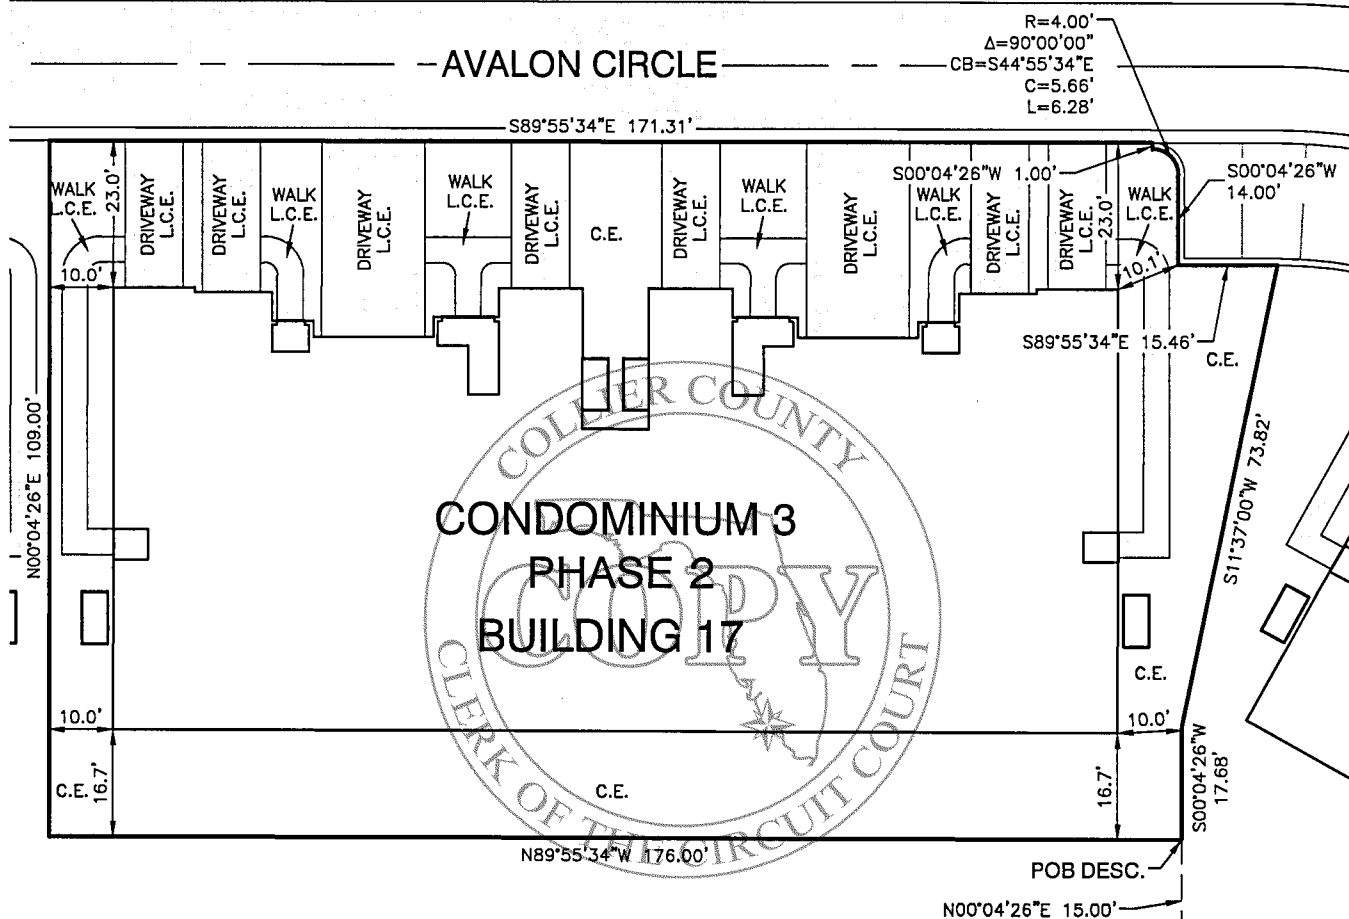 R=4.00'
Δ=90°00'00"
CB=S44°55'34"E
C=5.66'
L=6.28'
AVALON CIRCLE
S89°55'34"E 171.31'
S00°04'26"W 1.00'
S00°04'26"W
14.00'
WALK
L.C.E.
23.0'
DRIVEWAY
L.C.E.
DRIVEWAY
L.C.E.
WALK
L.C.E.
DRIVEWAY
L.C.E.
WALK
L.C.E.
DRIVEWAY
L.C.E.
C.E.
DRIVEWAY
L.C.E.
WALK
L.C.E.
DRIVEWAY
L.C.E.
WALK
L.C.E.
DRIVEWAY
L.C.E.
DRIVEWAY
L.C.E.
23.0'
WALK
L.C.E.
10.0'
10.1'
S89°55'34"E 15.46'
C.E.
N00°04'26"E 109.00'
COLLIER COUNTY
CONDOMINIUM 3
PHASE 2
COPY
BUILDING 17
CLERK OF THE CIRCUIT COURT
S11°37'00"W 73.82'
C.E.
10.0'
10.0'
C.E.
16.7'
C.E.
16.7'
S00°04'26"W
17.68'
N89°55'34"W 176.00'
POB DESC.
N00°04'26"E 15.00'